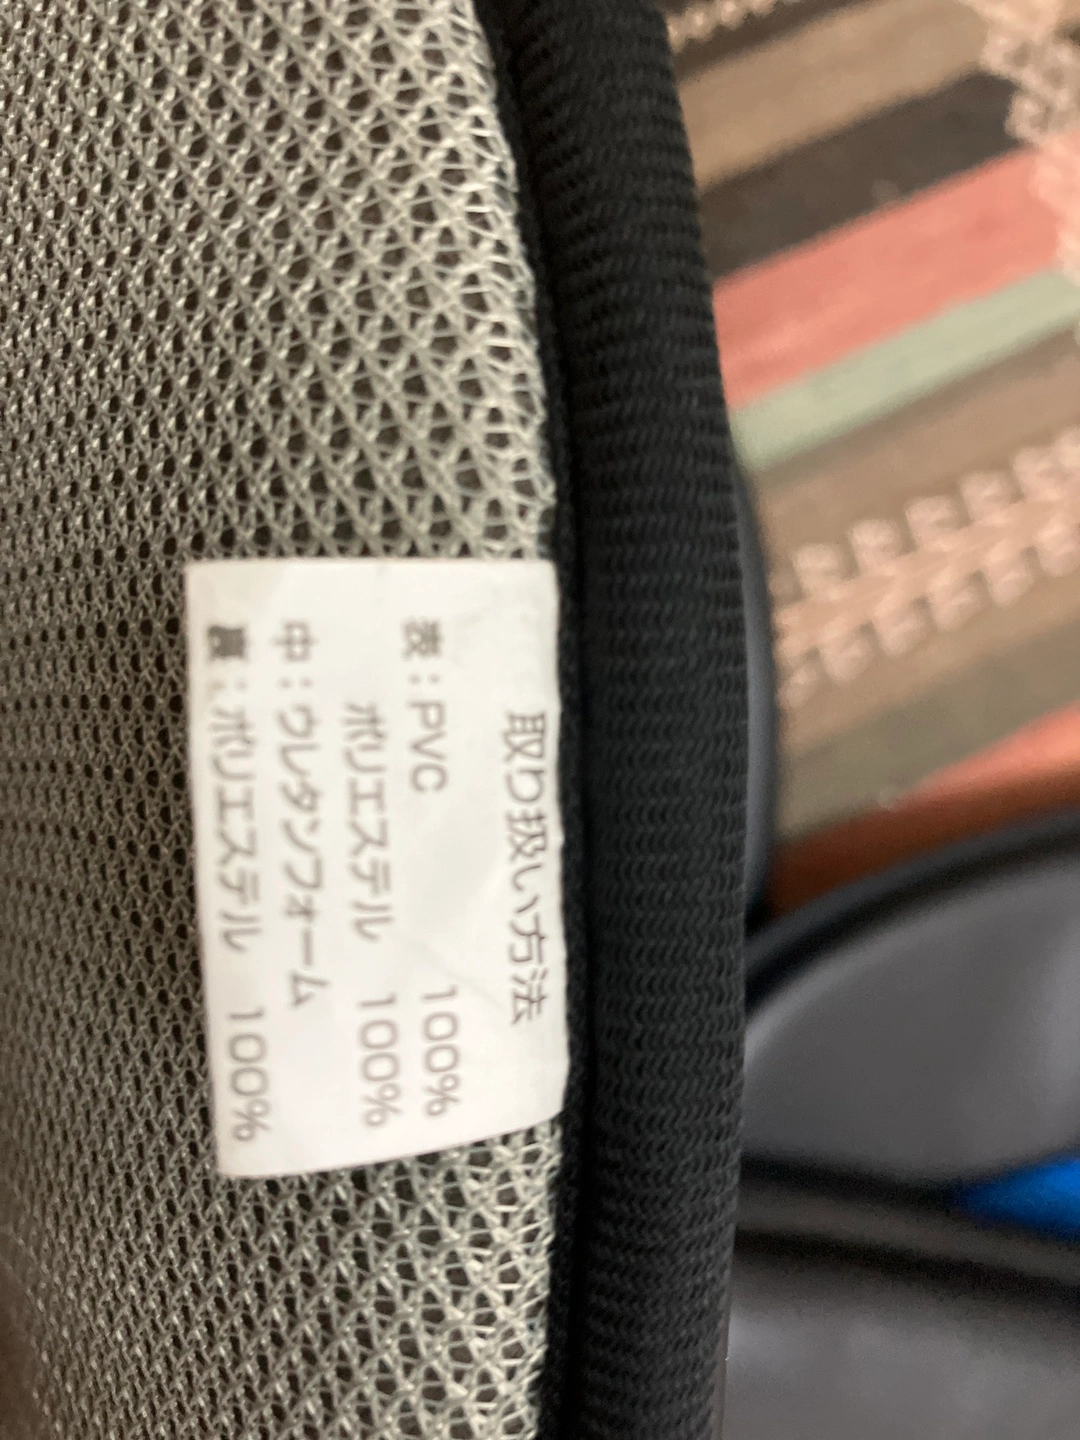 取り扱い方法
表：PVC 100%
ポリエステル 100%
中：ウレタンフォーム
裏：ポリエステル 100%